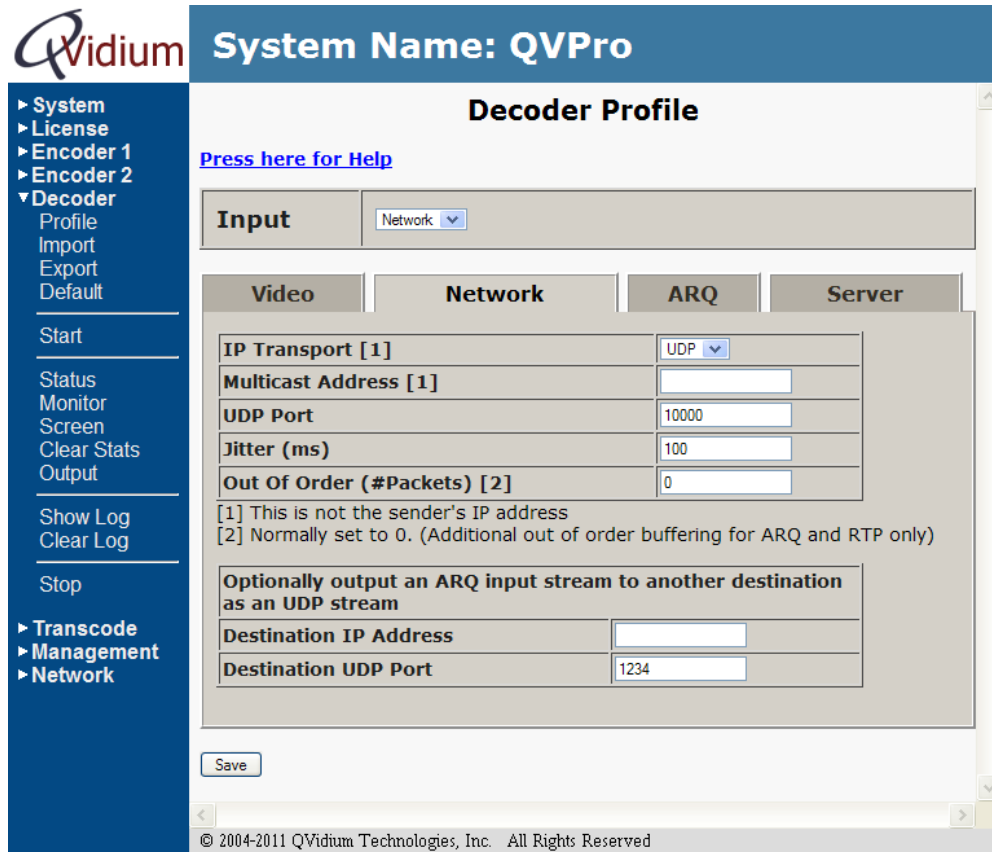 QVidium
System Name: QVPro
System
License
Encoder 1
Encoder 2
Decoder
Profile
Import
Export
Default
Start
Status
Monitor
Screen
Clear Stats
Output
Show Log
Clear Log
Stop
Transcode
Management
Network
Decoder Profile
Press here for Help
Input Network
Video Network ARQ Server
IP Transport [1] UDP
Multicast Address [1]
UDP Port 10000
Jitter (ms) 100
Out Of Order (#Packets) [2] 0
[1] This is not the sender's IP address
[2] Normally set to 0. (Additional out of order buffering for ARQ and RTP only)
Optionally output an ARQ input stream to another destination
as an UDP stream
Destination IP Address
Destination UDP Port 1234
Save
© 2004-2011 QVidium Technologies, Inc. All Rights Reserved